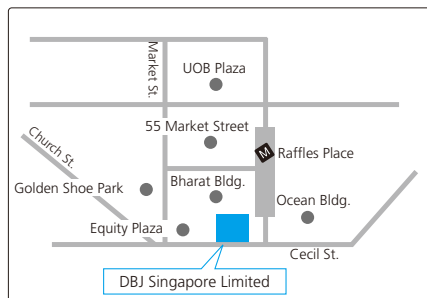 Market St.
UOB Plaza
55 Market Street
Church St.
M
Raffles Place
Bharat Bldg.
Golden Shoe Park
Ocean Bldg.
Equity Plaza
Cecil St.
DBJ Singapore Limited